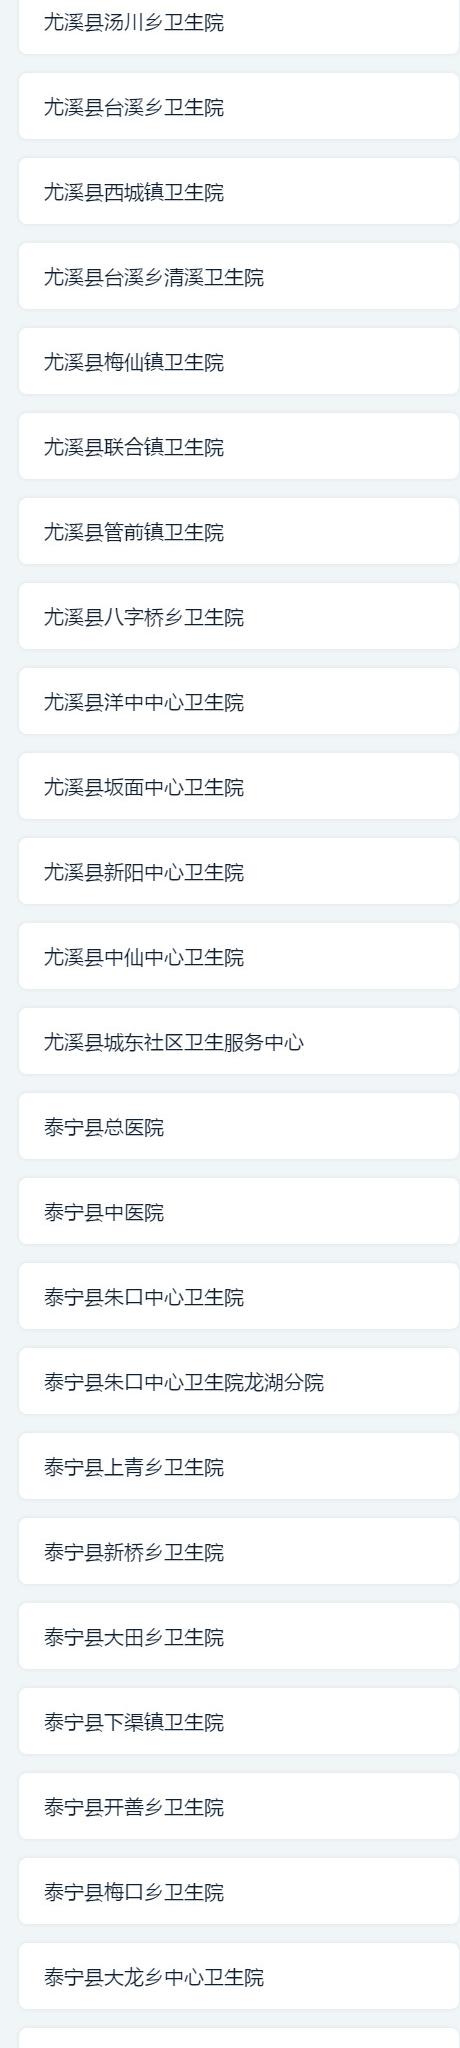 尤溪县汤川乡卫生院
尤溪县台溪乡卫生院
尤溪县西城镇卫生院
尤溪县台溪乡清溪卫生院
尤溪县梅仙镇卫生院
尤溪县联合镇卫生院
尤溪县管前镇卫生院
尤溪县八字桥乡卫生院
尤溪县洋中中心卫生院
尤溪县坂面中心卫生院
尤溪县新阳中心卫生院
尤溪县中仙中心卫生院
尤溪县城东社区卫生服务中心
泰宁县总医院
泰宁县中医院
泰宁县朱口中心卫生院
泰宁县朱口中心卫生院龙湖分院
泰宁县上青乡卫生院
泰宁县新桥乡卫生院
泰宁县大田乡卫生院
泰宁县下渠镇卫生院
泰宁县开善乡卫生院
泰宁县梅口乡卫生院
泰宁县大龙乡中心卫生院